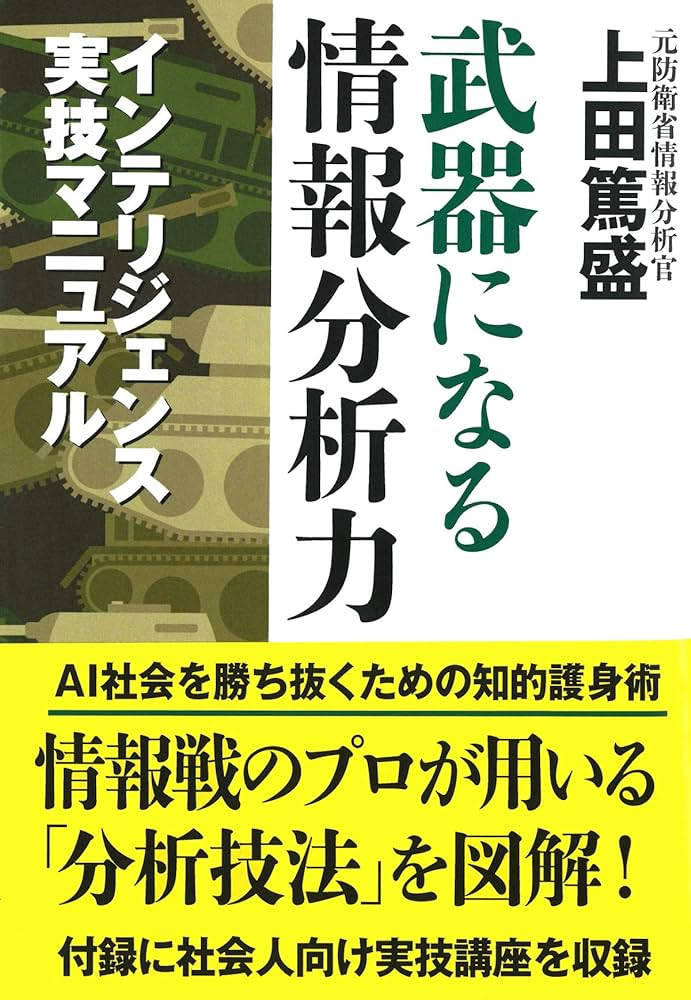 元防衛省情報分析官
上田篤盛
武器になる
情報分析力
インテリジェンス
実技マニュアル
AI社会を勝ち抜くための知的護身術
情報戦のプロが用いる
「分析技法」を図解!
付録に社会人向け実技講座を収録